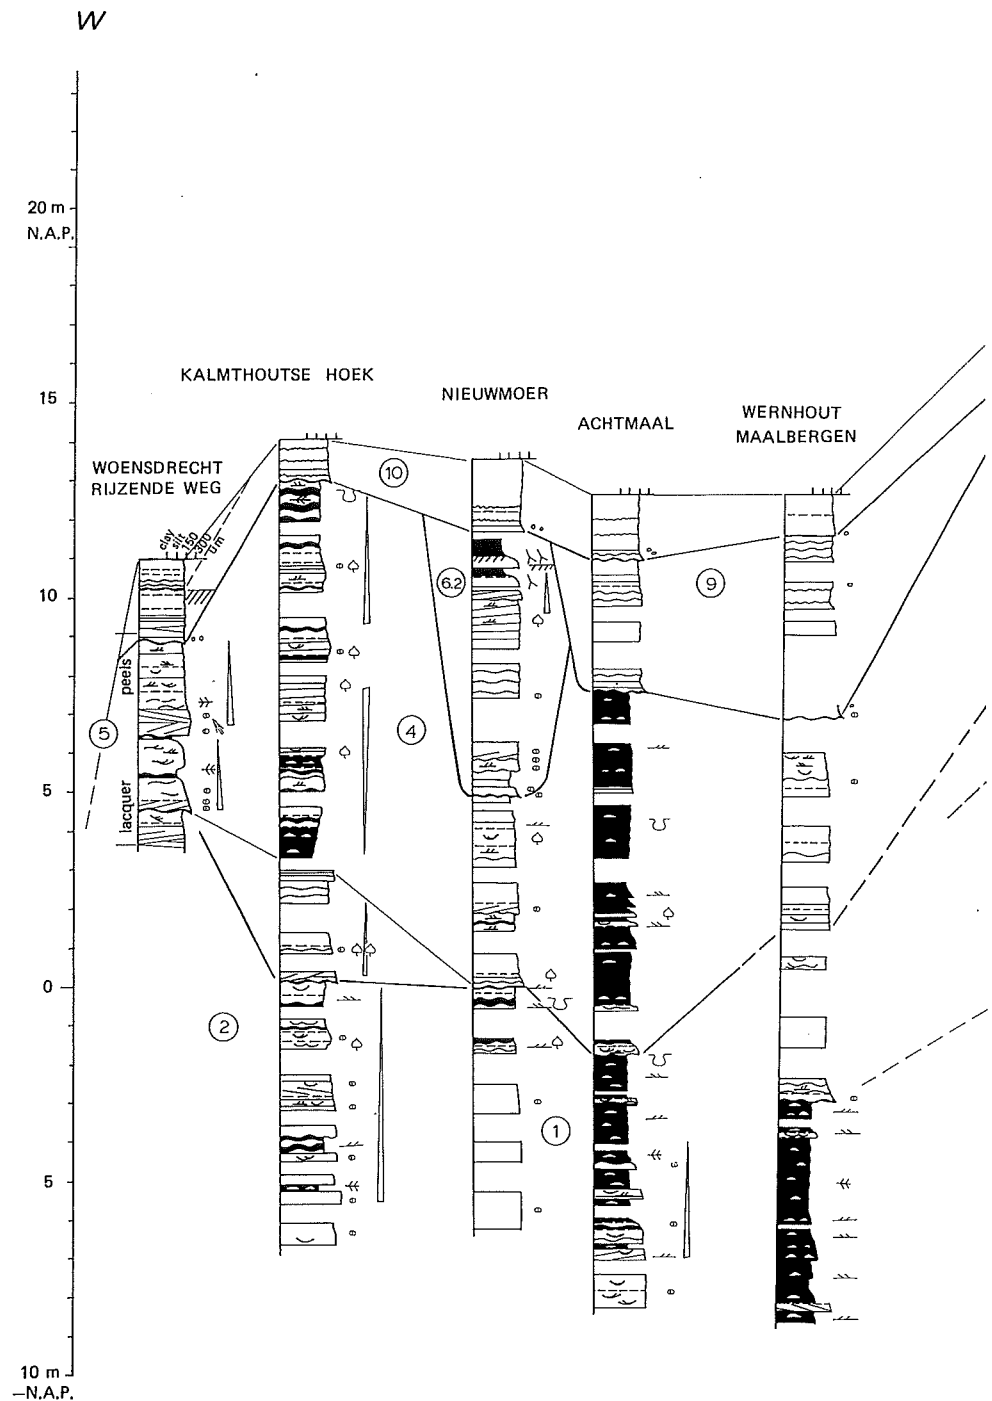 W
20 m
N.A.P.
15
10
5
0
5
10 m
–N.A.P.
KALMTHOUTSE HOEK
NIEUWMOER
ACHTMAAL
WERNHOUT
MAALBERGEN
WOENSDRECHT
RIJZENDE WEG
clay
silt
150
300
um
peels
lacquer
10
6.2
9
5
4
2
1